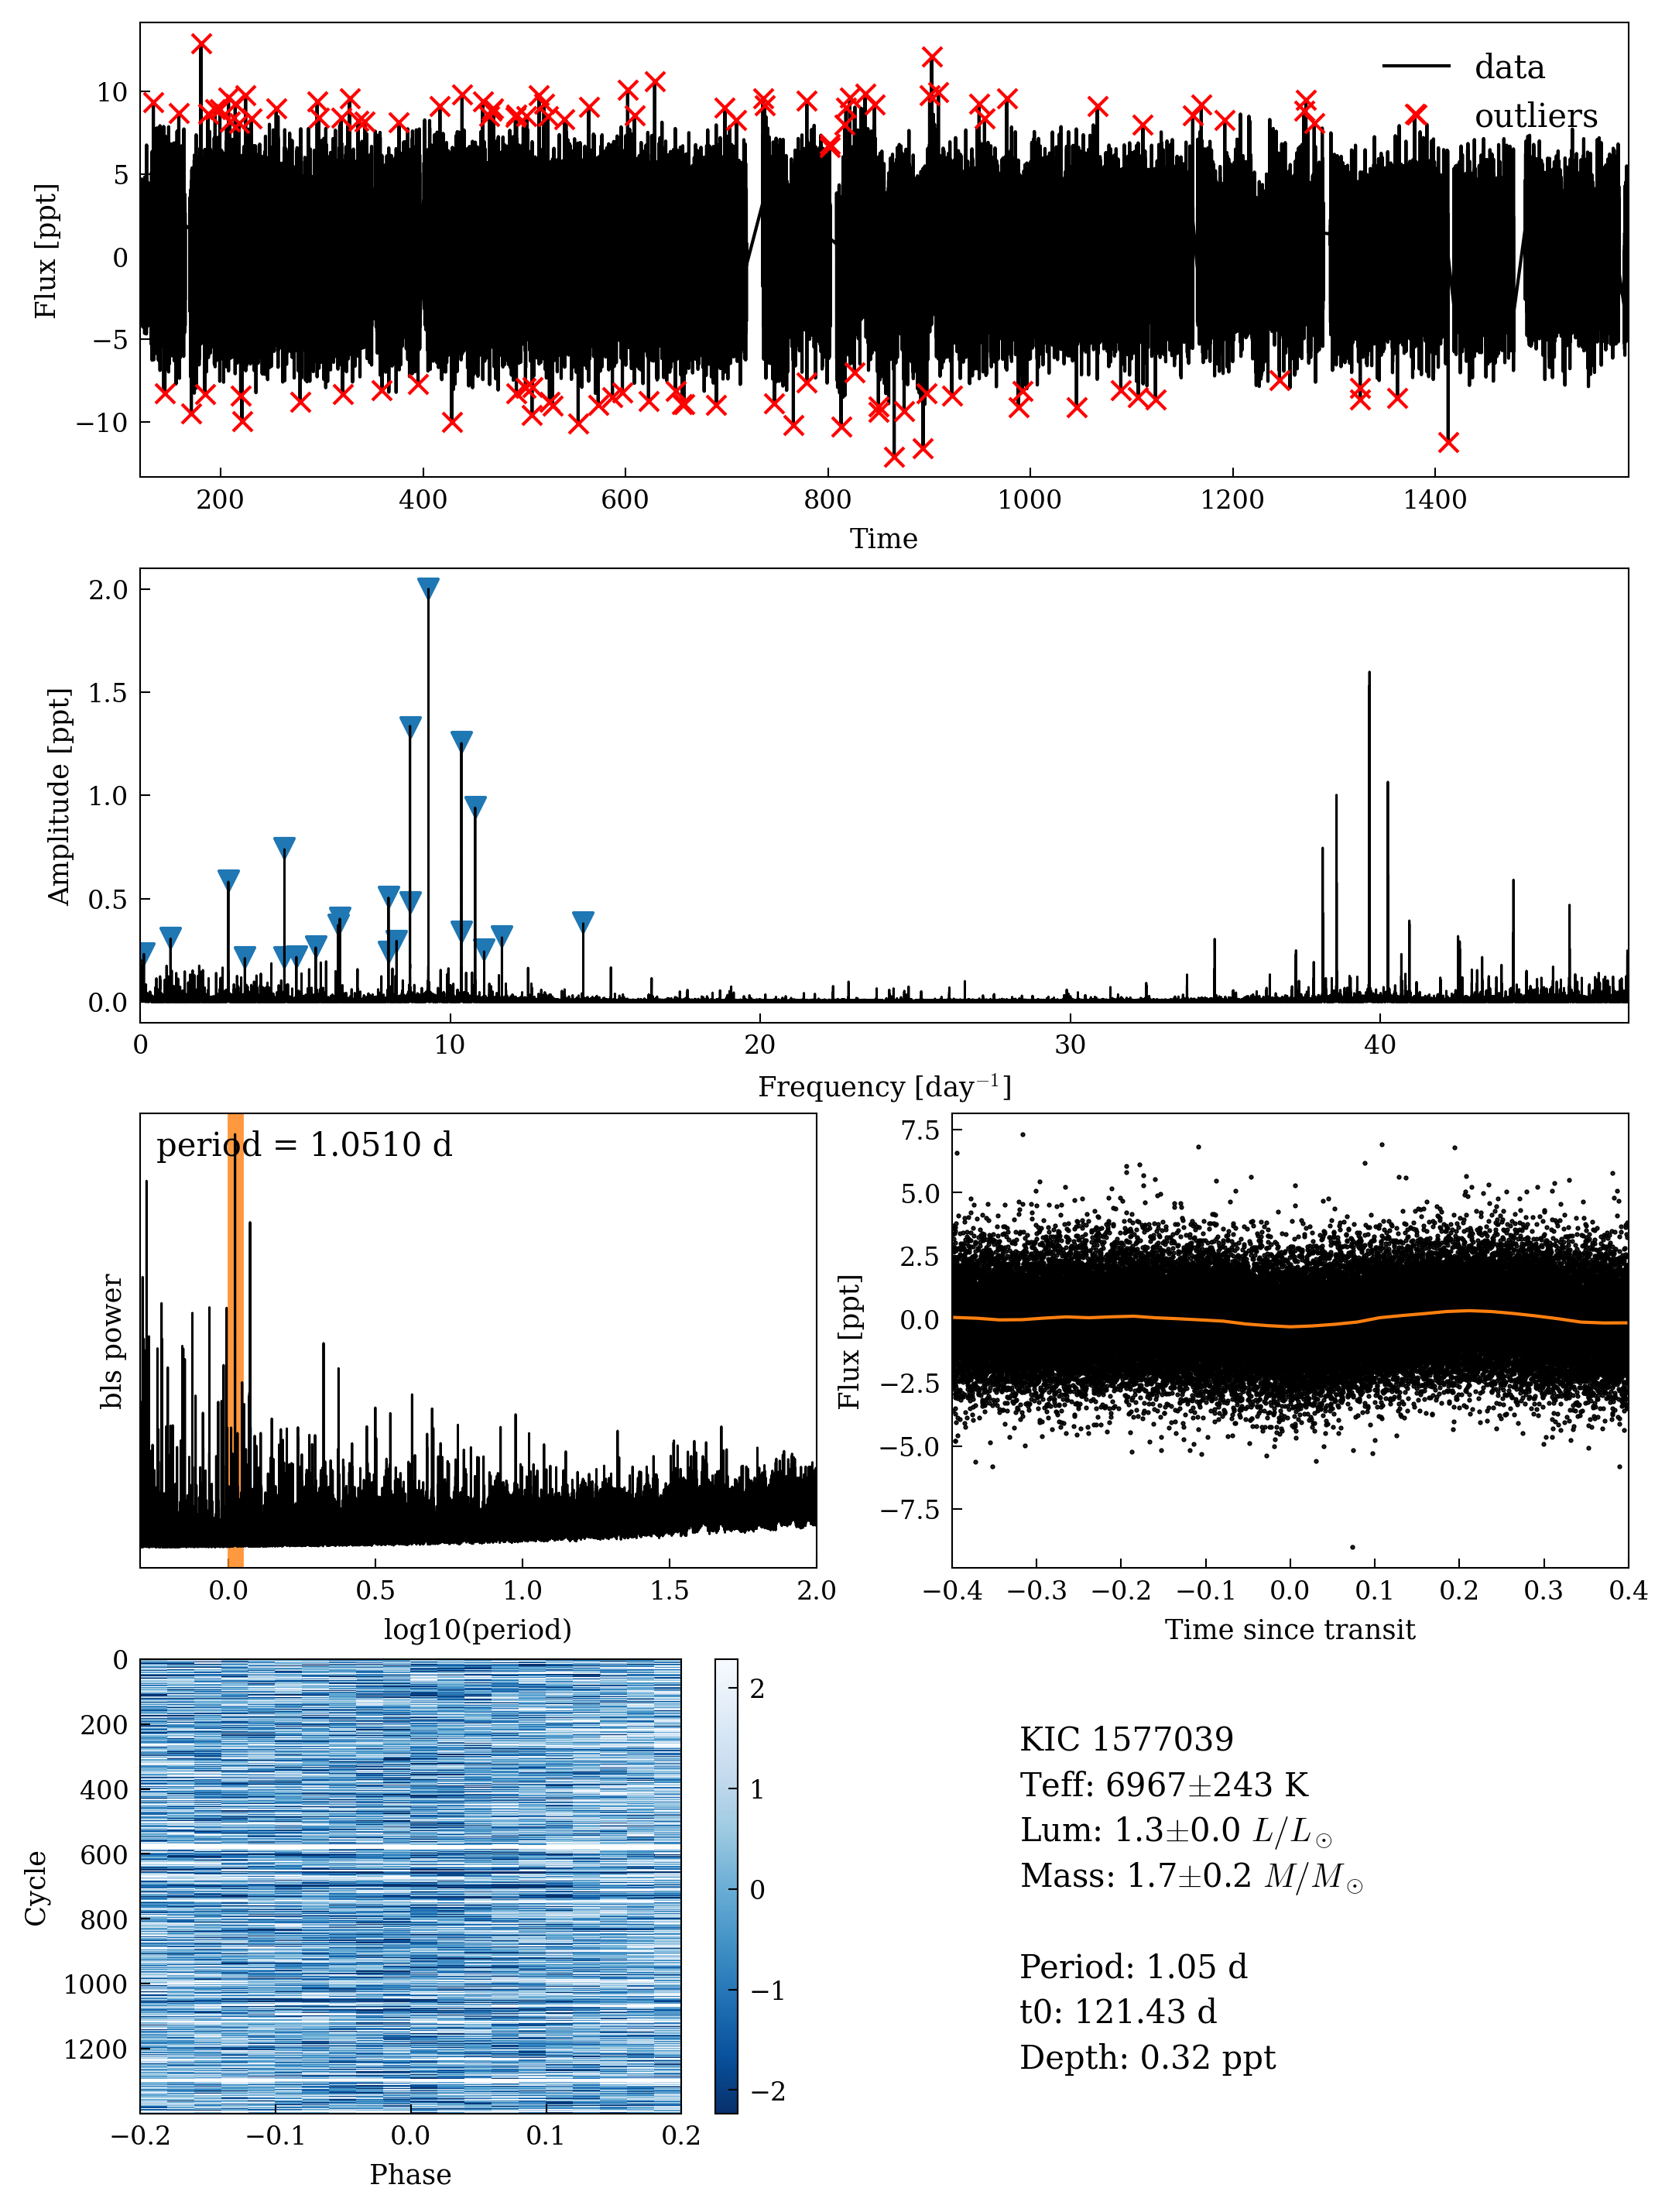 data
outliers
10
5
0
−5
−10
Flux [ppt]
200 400 600 800 1000 1200 1400
Time
2.0
1.5
1.0
0.5
0.0
Amplitude [ppt]
0 10 20 30 40
Frequency [day⁻¹]
period = 1.0510 d
bls power
0.0 0.5 1.0 1.5 2.0
log10(period)
7.5
5.0
2.5
0.0
−2.5
−5.0
−7.5
Flux [ppt]
−0.4 −0.3 −0.2 −0.1 0.0 0.1 0.2 0.3 0.4
Time since transit
0
200
400
600
800
1000
1200
Cycle
−0.2 −0.1 0.0 0.1 0.2
Phase
2
1
0
−1
−2
KIC 1577039
Teff: 6967±243 K
Lum: 1.3±0.0 L/L⊙
Mass: 1.7±0.2 M/M⊙
Period: 1.05 d
t0: 121.43 d
Depth: 0.32 ppt